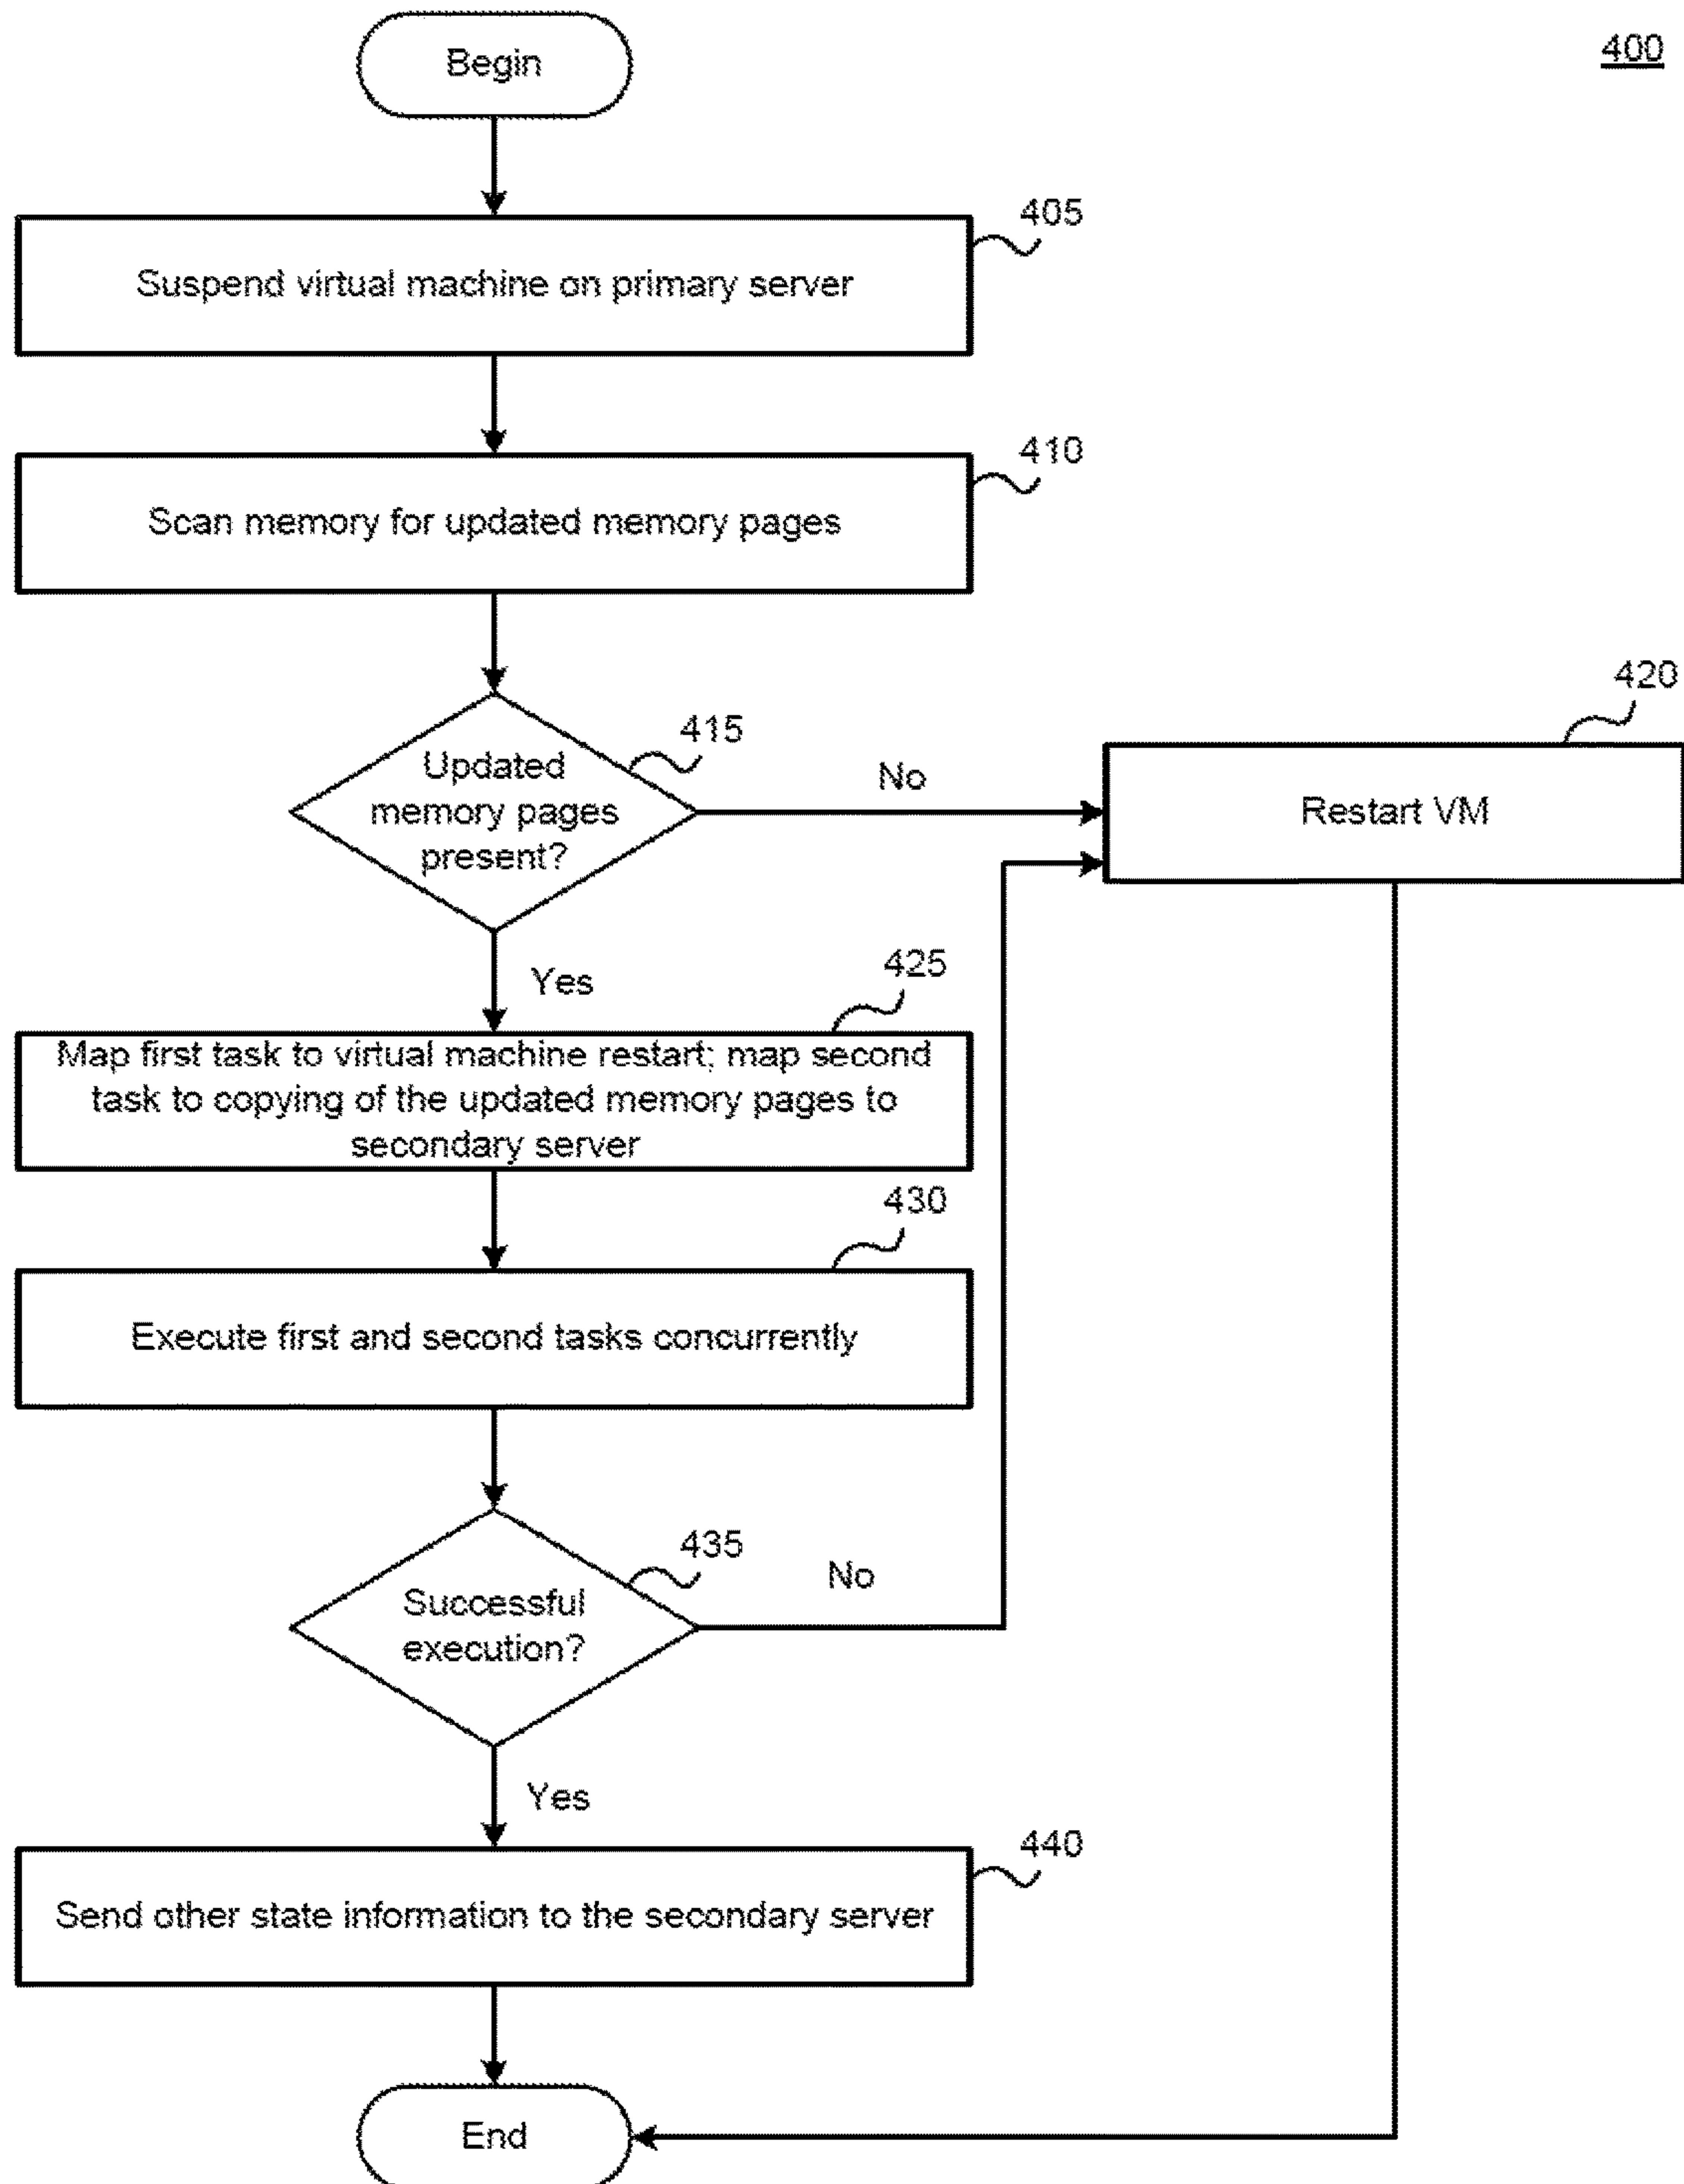 Begin
400
405
Suspend virtual machine on primary server
410
Scan memory for updated memory pages
420
415
Updated
memory pages
present?
No
Restart VM
Yes
425
Map first task to virtual machine restart; map second
task to copying of the updated memory pages to
secondary server
430
Execute first and second tasks concurrently
435
Successful
execution?
No
Yes
440
Send other state information to the secondary server
End